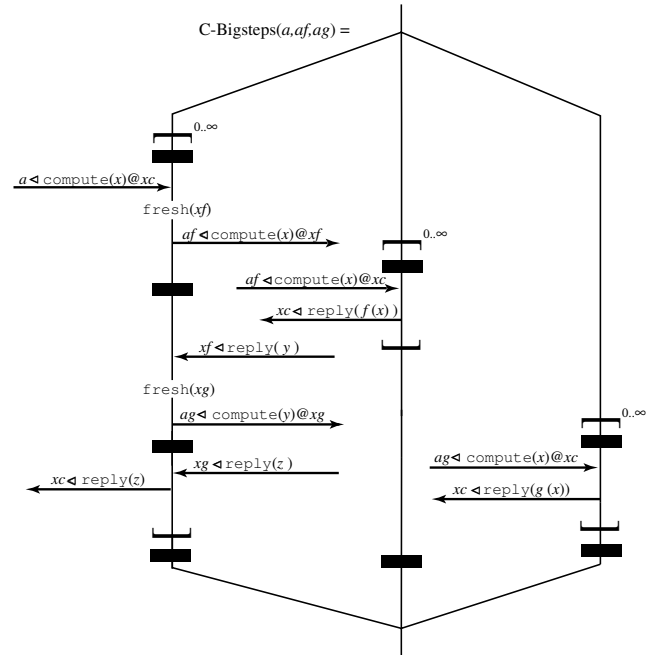 C-Bigsteps(a,af,ag) =
0..∞
a ⊲ compute(x)@xc
fresh(xf)
af ⊲ compute(x)@xf
0..∞
af ⊲ compute(x)@xc
xc ⊲ reply(f(x))
xf ⊲ reply(y)
fresh(xg)
ag ⊲ compute(y)@xg
0..∞
xg ⊲ reply(z)
ag ⊲ compute(x)@xc
xc ⊲ reply(z)
xc ⊲ reply(g(x))